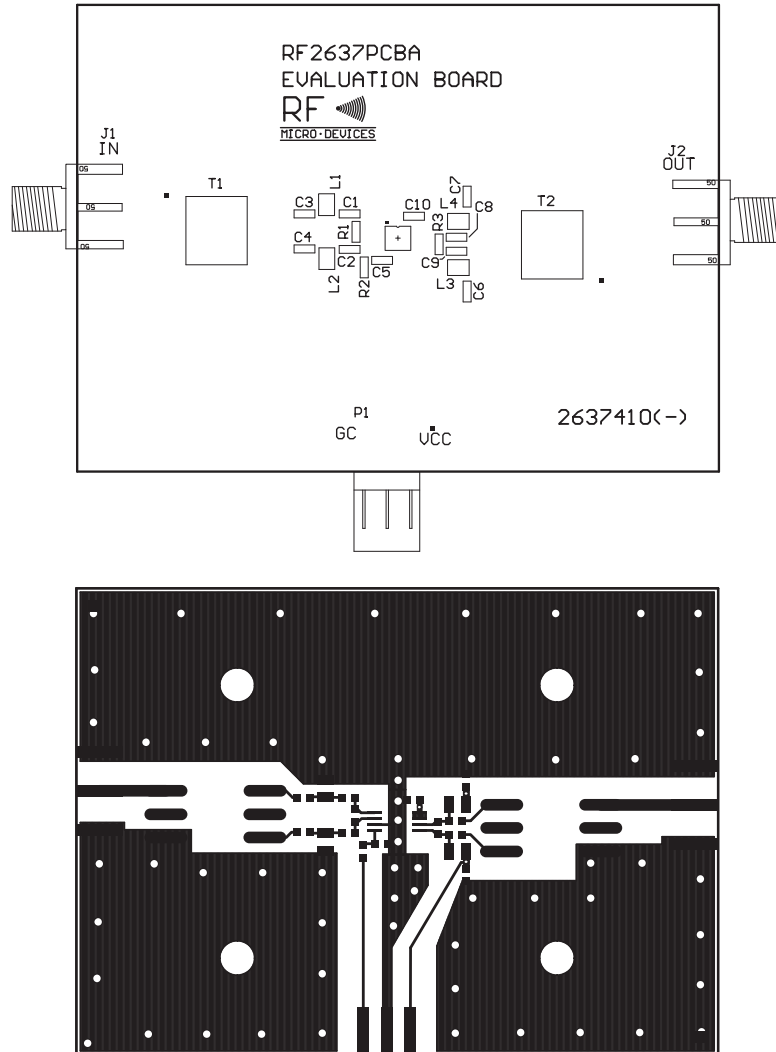 RF2637PCBA
EVALUATION BOARD
RF
MICRO·DEVICES
J1
IN
J2
OUT
50
50
50
50
50
50
T1
L1
C3
C1
R1
C4
C2
L2
R2
C5
C10
C7
L4
C8
R3
C9
L3
C6
T2
P1
GC
VCC
2637410(-)